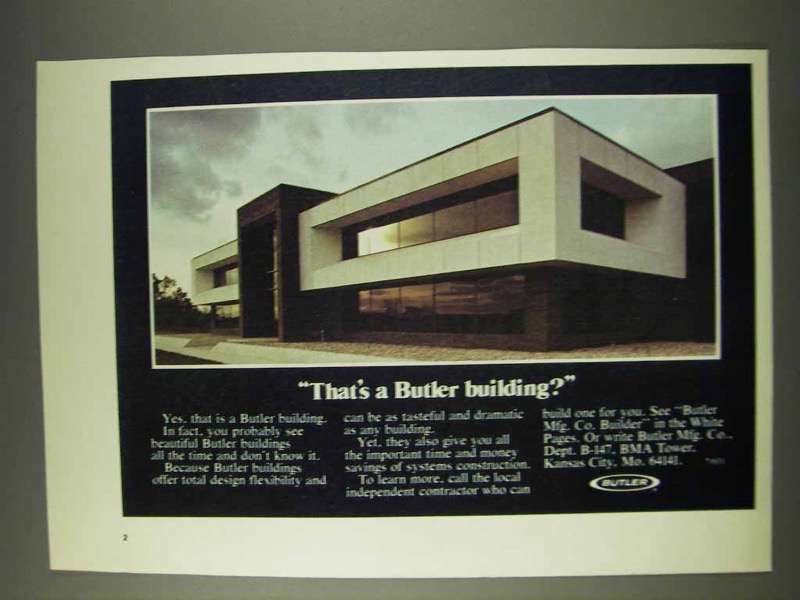 "That's a Butler building?"
Yes, that is a Butler building.
In fact, you probably see
beautiful Butler buildings
all the time and don't know it.
Because Butler buildings
offer total design flexibility and
can be as tasteful and dramatic
as any building.
Yet, they also give you all
the important time and money
savings of systems construction.
To learn more, call the local
independent contractor who can
build one for you. See "Butler
Mfg. Co. Builder" in the White
Pages. Or write Butler Mfg. Co.,
Dept. B-147, BMA Tower,
Kansas City, Mo. 64141.
BUTLER
2